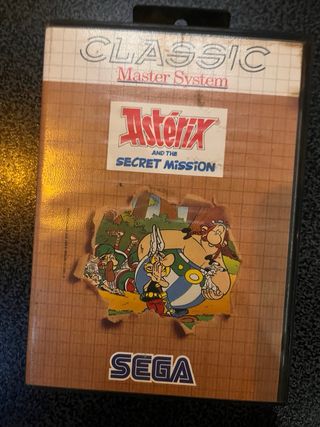 CLASSIC
Master System
Astérix
AND THE
SECRET MISSION
SEGA